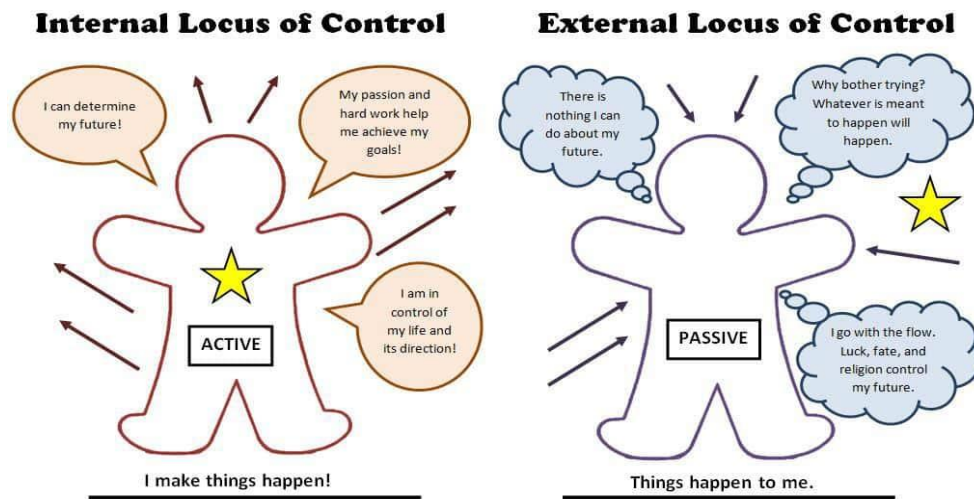 Internal Locus of Control
I can determine
my future!
My passion and
hard work help
me achieve my
goals!
I am in
control of
my life and
its direction!
ACTIVE
I make things happen!
External Locus of Control
There is
nothing I can
do about my
future.
Why bother trying?
Whatever is meant
to happen will
happen.
I go with the flow.
Luck, fate, and
religion control
my future.
PASSIVE
Things happen to me.